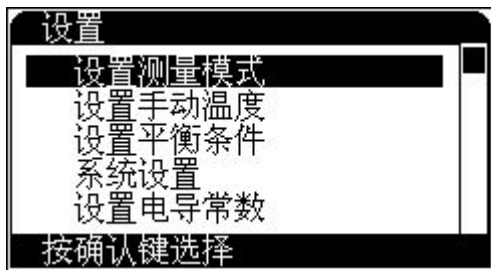 设置
设置测量模式
设置手动温度
设置平衡条件
系统设置
设置电导常数
按确认键选择